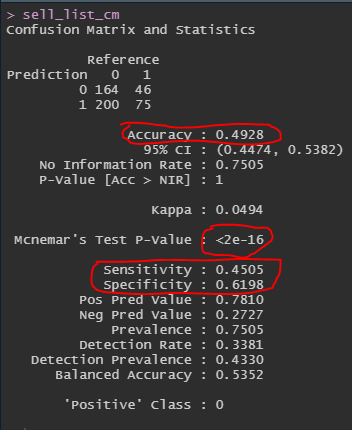 > sell_list_cm
Confusion Matrix and Statistics
Reference
Prediction 0 1
0 164 46
1 200 75
Accuracy : 0.4928
95% CI : (0.4474, 0.5382)
No Information Rate : 0.7505
P-Value [Acc > NIR] : 1
Kappa : 0.0494
Mcnemar's Test P-Value : <2e-16
Sensitivity : 0.4505
Specificity : 0.6198
Pos Pred Value : 0.7810
Neg Pred Value : 0.2727
Prevalence : 0.7505
Detection Rate : 0.3381
Detection Prevalence : 0.4330
Balanced Accuracy : 0.5352
'Positive' Class : 0